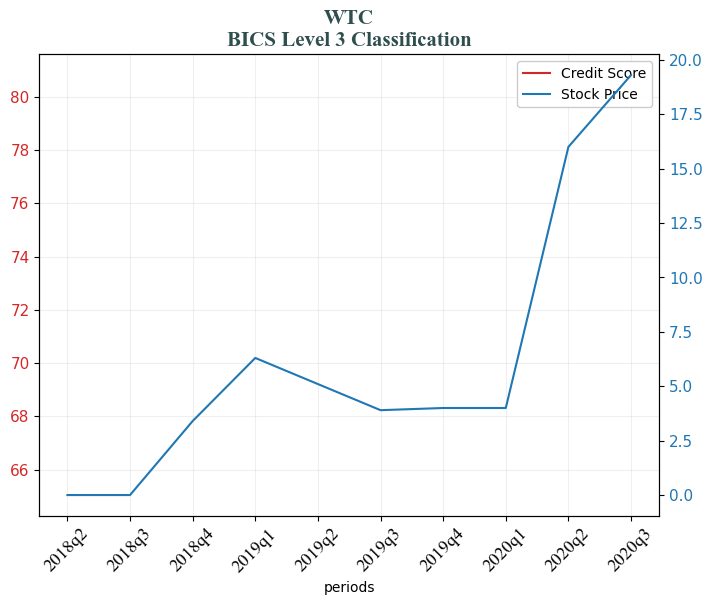 WTC
BICS Level 3 Classification
Credit Score
Stock Price
80
78
76
74
72
70
68
66
20.0
17.5
15.0
12.5
10.0
7.5
5.0
2.5
0.0
2018q2
2018q3
2018q4
2019q1
2019q2
2019q3
2019q4
2020q1
2020q2
2020q3
periods